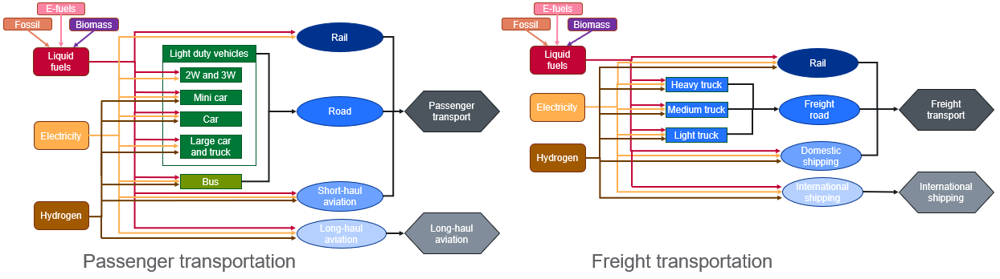 E-fuels
Fossil
Biomass
Liquid
fuels
Electricity
Hydrogen
Light duty vehicles
2W and 3W
Mini car
Car
Large car
and truck
Bus
Rail
Road
Short-haul
aviation
Long-haul
aviation
Passenger
transport
Long-haul
aviation
Passenger transportation
E-fuels
Fossil
Biomass
Liquid
fuels
Electricity
Hydrogen
Heavy truck
Medium truck
Light truck
Rail
Freight
road
Domestic
shipping
International
shipping
Freight
transport
International
shipping
Freight transportation